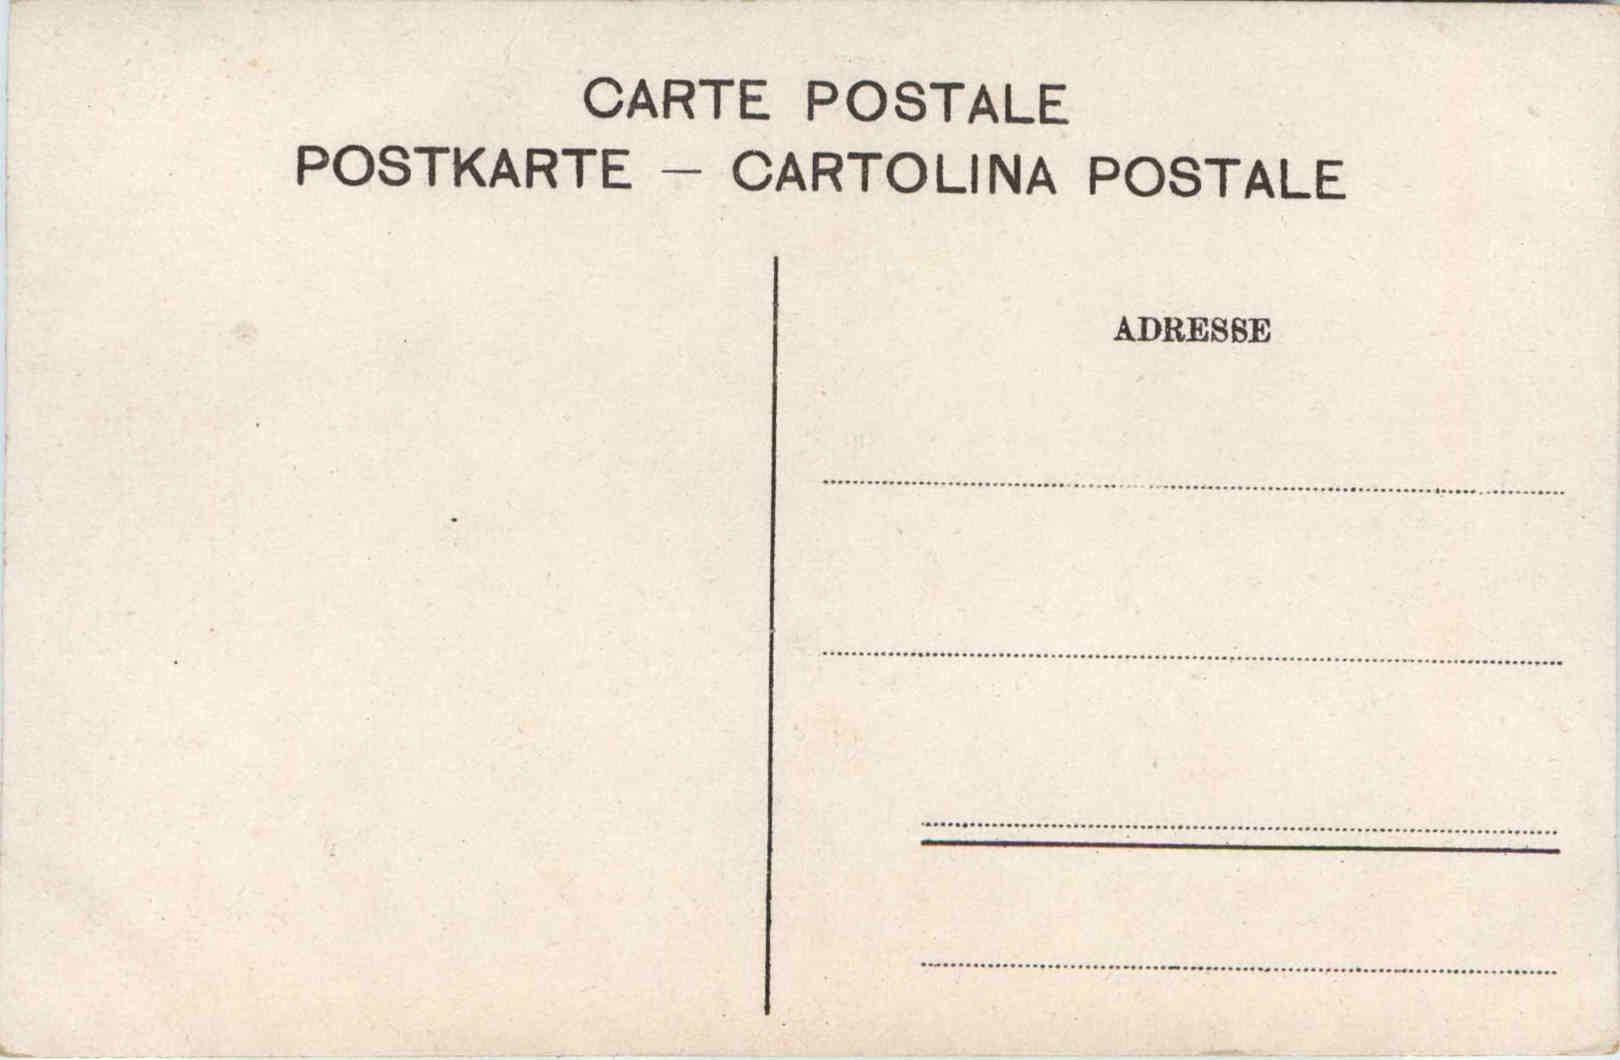 CARTE POSTALE
POSTKARTE – CARTOLINA POSTALE
ADRESSE